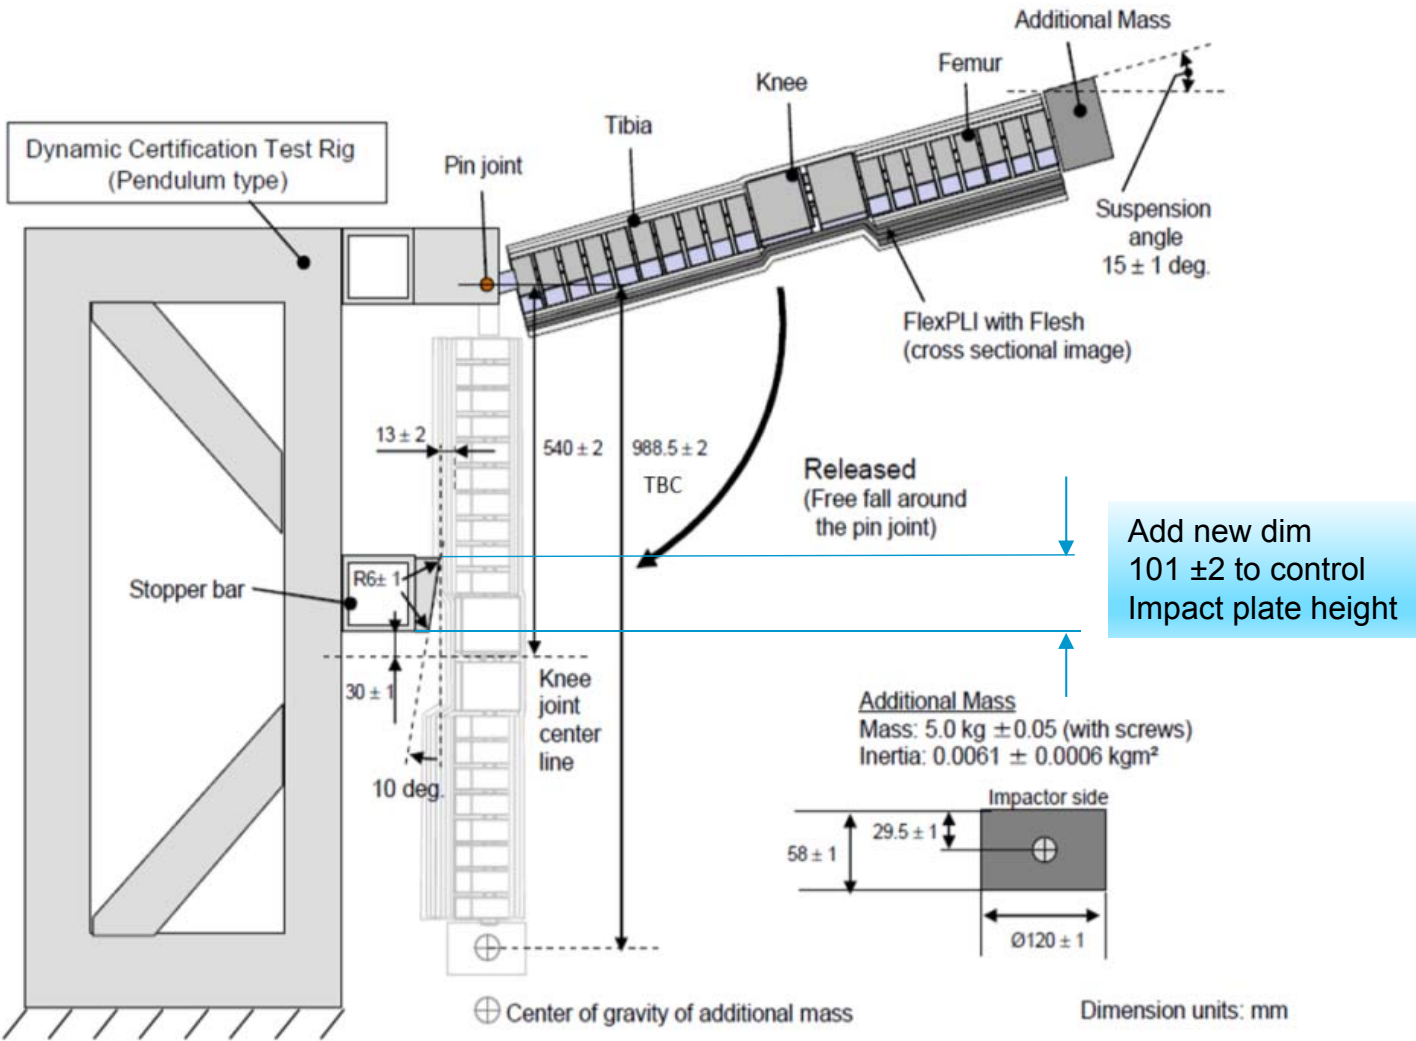 Additional Mass
Femur
Knee
Tibia
Dynamic Certification Test Rig
(Pendulum type)
Pin joint
Suspension
angle
15 ± 1 deg.
FlexPLI with Flesh
(cross sectional image)
13 ± 2
540 ± 2
988.5 ± 2
TBC
Released
(Free fall around
the pin joint)
Add new dim
101 ±2 to control
Impact plate height
Stopper bar
R6± 1
30 ± 1
Knee
joint
center
line
10 deg.
Additional Mass
Mass: 5.0 kg ±0.05 (with screws)
Inertia: 0.0061 ± 0.0006 kgm²
Impactor side
29.5 ± 1
58 ± 1
Ø120 ± 1
Center of gravity of additional mass
Dimension units: mm